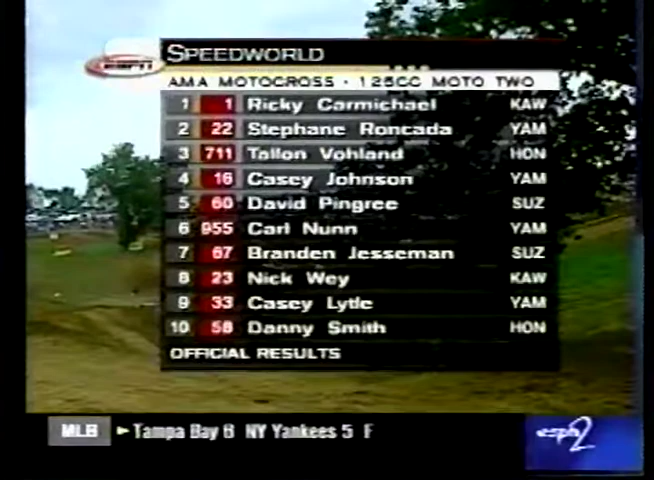 ESPN SPEEDWORLD
AMA MOTOCROSS · 125CC MOTO TWO
1 1 Ricky Carmichael KAW
2 22 Stephane Roncada YAM
3 711 Tallon Vohland HON
4 16 Casey Johnson YAM
5 60 David Pingree SUZ
6 955 Carl Nunn YAM
7 67 Branden Jesseman SUZ
8 23 Nick Wey KAW
9 33 Casey Lytle YAM
10 58 Danny Smith HON
OFFICIAL RESULTS
MLB ►Tampa Bay 6 NY Yankees 5 F
espn2